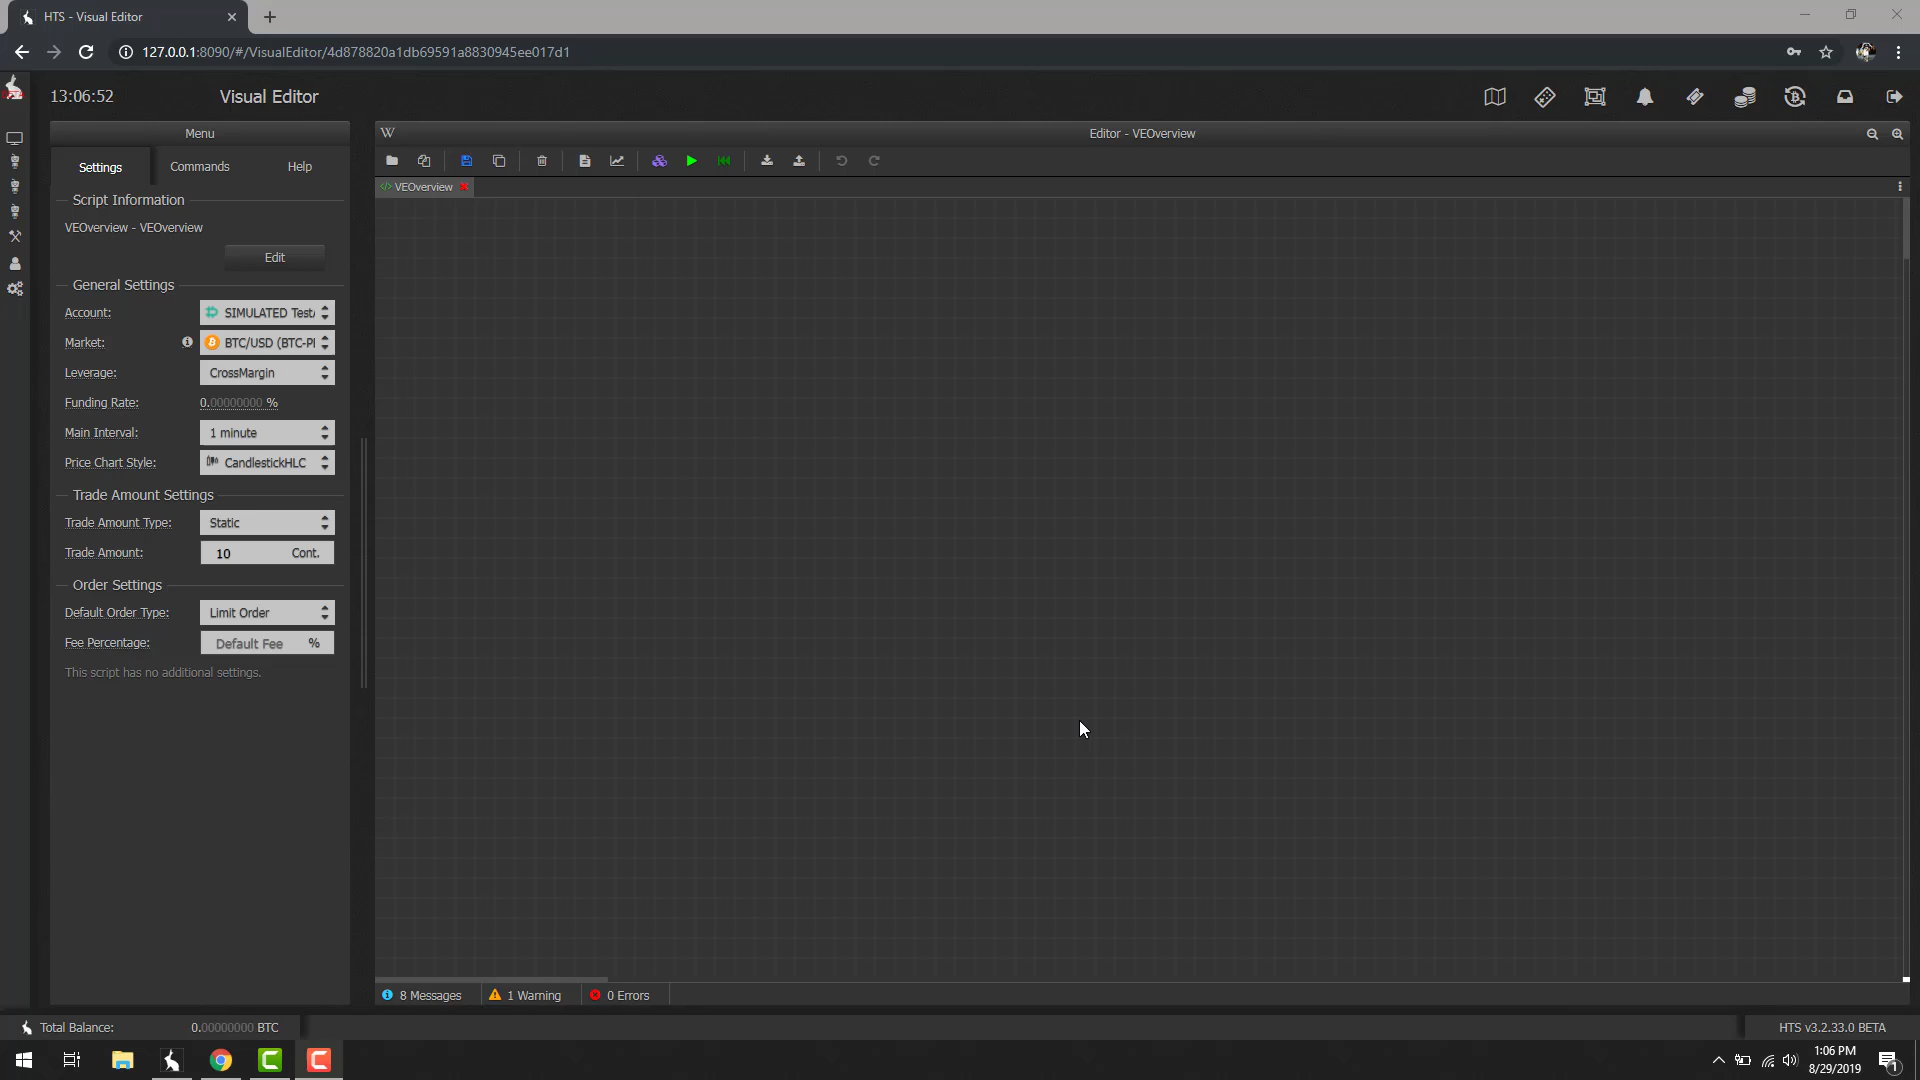 HTS - Visual Editor
127.0.0.1:8090/#/VisualEditor/4d878820a1db69591a8830945ee017d1
13:06:52
Visual Editor
Menu
Settings
Commands
Help
Script Information
VEOverview - VEOverview
Edit
General Settings
Account:
SIMULATED Test/
Market:
BTC/USD (BTC-PI
Leverage:
CrossMargin
Funding Rate:
0.00000000 %
Main Interval:
1 minute
Price Chart Style:
CandlestickHLC
Trade Amount Settings
Trade Amount Type:
Static
Trade Amount:
10 Cont.
Order Settings
Default Order Type:
Limit Order
Fee Percentage:
Default Fee %
This script has no additional settings.
W
Editor - VEOverview
VEOverview
8 Messages
1 Warning
0 Errors
Total Balance:
0.00000000 BTC
HTS v3.2.33.0 BETA
1:06 PM
8/29/2019
1